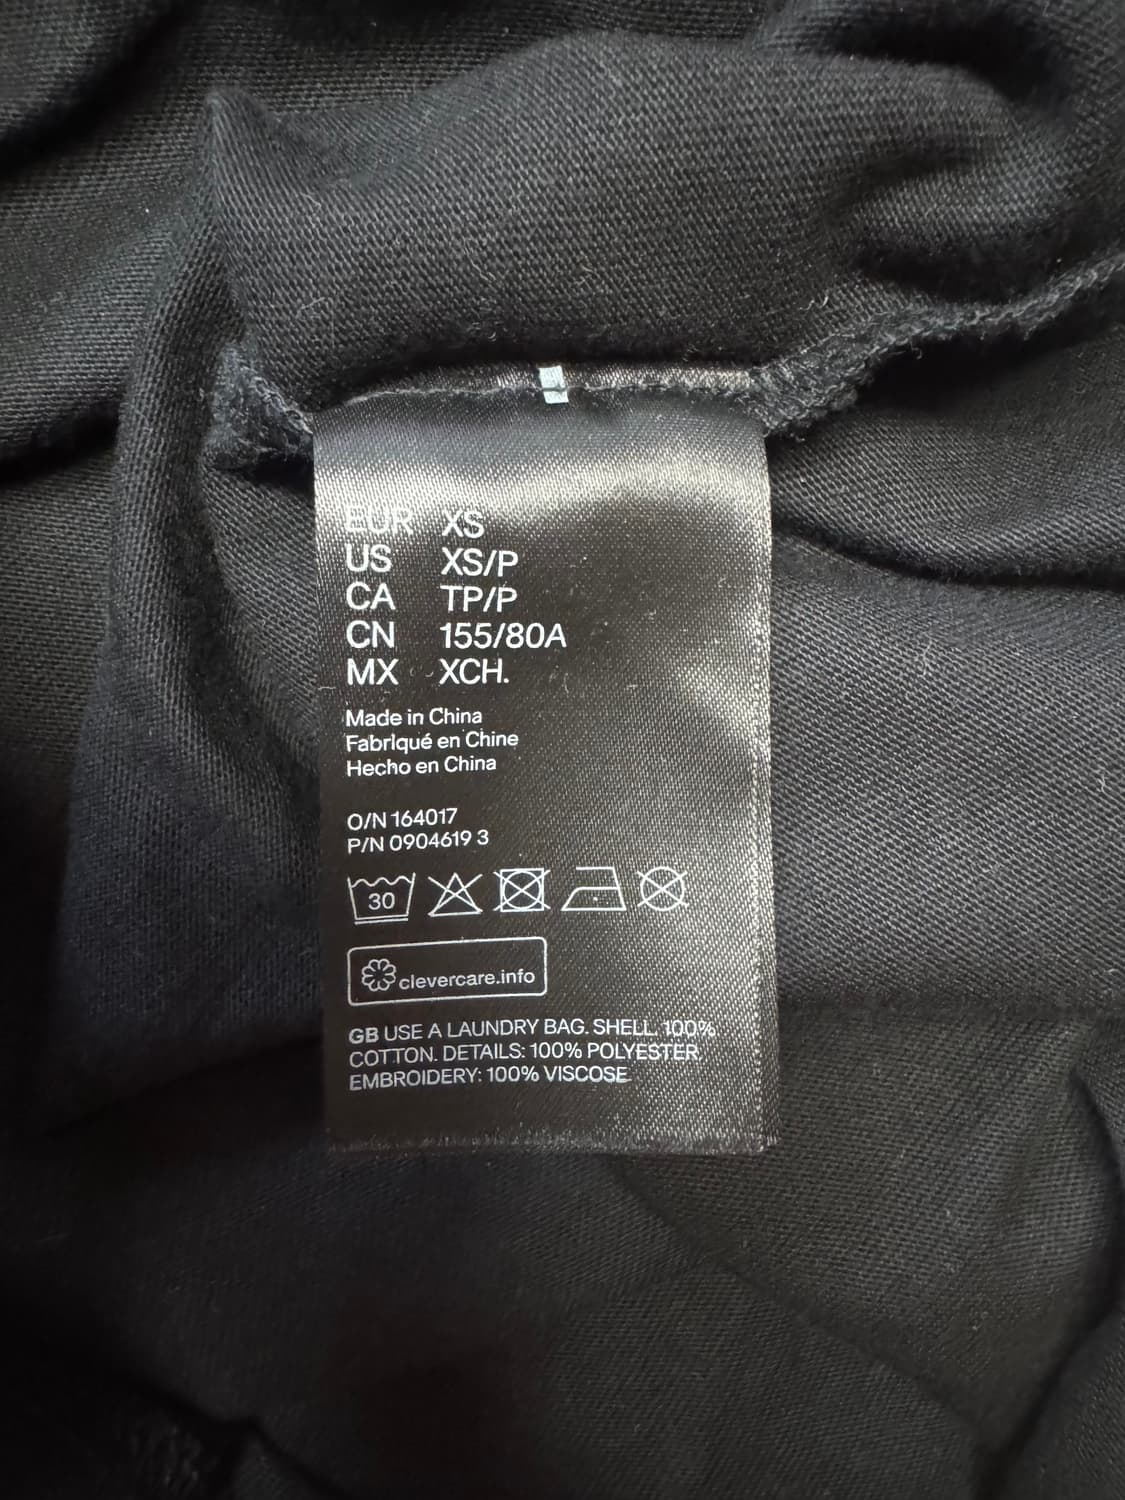 EUR XS
US XS/P
CA TP/P
CN 155/80A
MX XCH.
Made in China
Fabriqué en Chine
Hecho en China
O/N 164017
P/N 0904619 3
30
clevercare.info
GB USE A LAUNDRY BAG. SHELL. 100%
COTTON. DETAILS: 100% POLYESTER.
EMBROIDERY: 100% VISCOSE